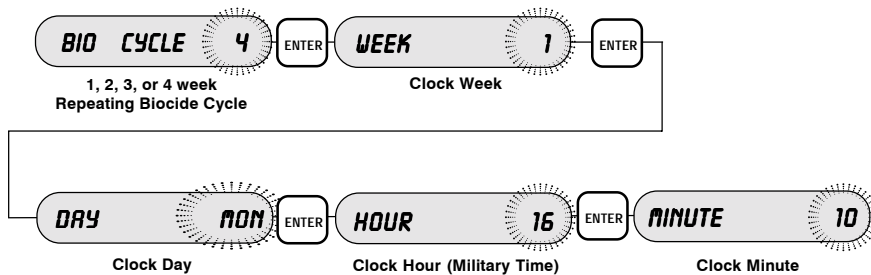 BIO CYCLE 4 ENTER WEEK 1 ENTER
1, 2, 3, or 4 week
Repeating Biocide Cycle
Clock Week
DAY MON ENTER HOUR 16 ENTER MINUTE 10
Clock Day Clock Hour (Military Time) Clock Minute